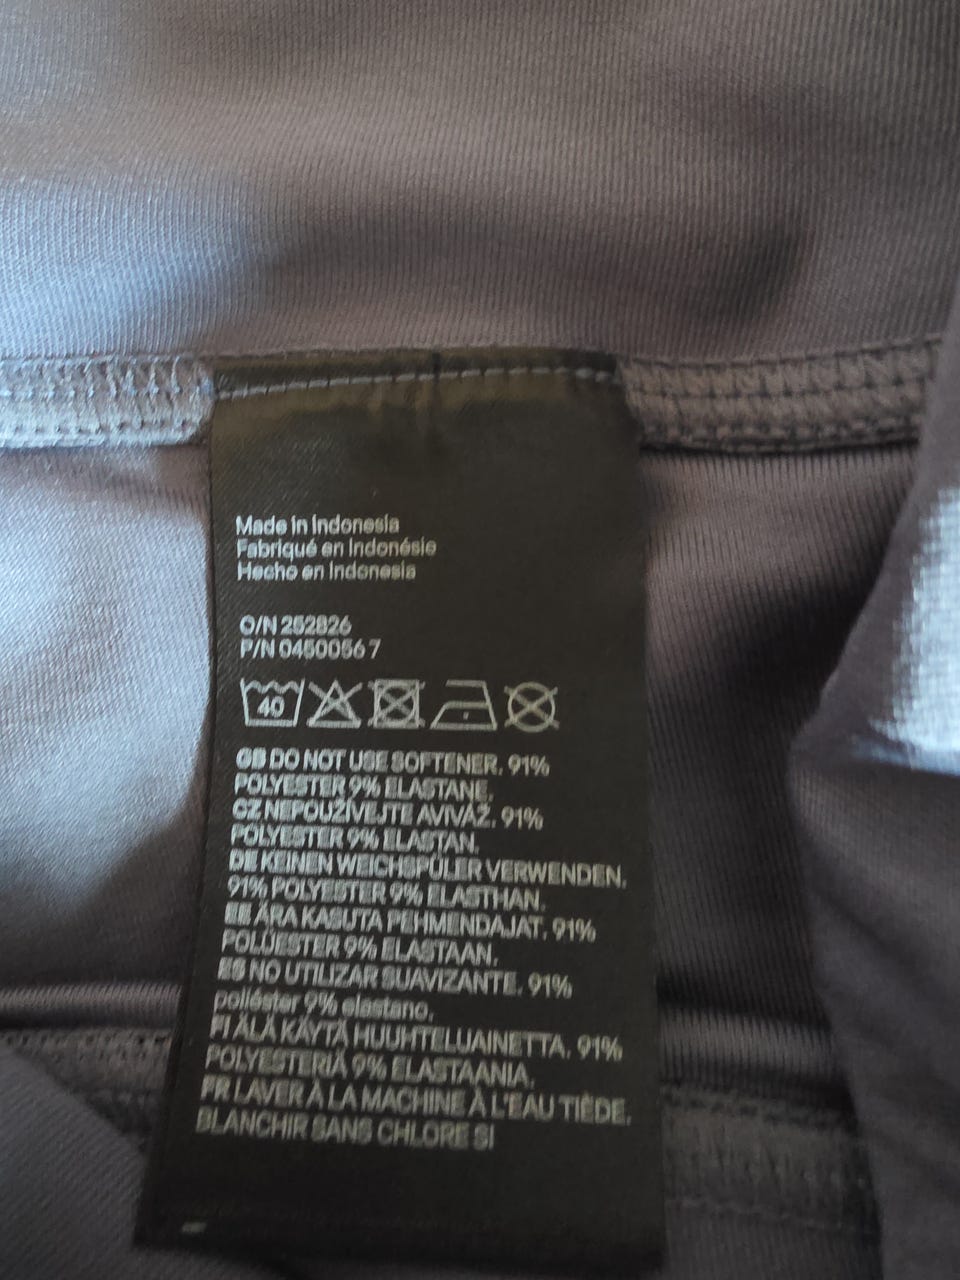 Made in Indonesia
Fabriqué en Indonésie
Hecho en Indonesia
O/N 252826
P/N 0450056 7
40
GB DO NOT USE SOFTENER. 91%
POLYESTER 9% ELASTANE.
CZ NEPOUŽÍVEJTE AVIVÁŽ. 91%
POLYESTER 9% ELASTAN.
DE KEINEN WEICHSPÜLER VERWENDEN.
91% POLYESTER 9% ELASTHAN.
EE ÄRA KASUTA PEHMENDAJAT. 91%
POLÜESTER 9% ELASTAAN.
ES NO UTILIZAR SUAVIZANTE. 91%
poliéster 9% elastano.
FI ÄLÄ KÄYTÄ HUUHTELUAINETTA. 91%
POLYESTERIÄ 9% ELASTAANIA.
FR LAVER À LA MACHINE À L'EAU TIÈDE.
BLANCHIR SANS CHLORE SI